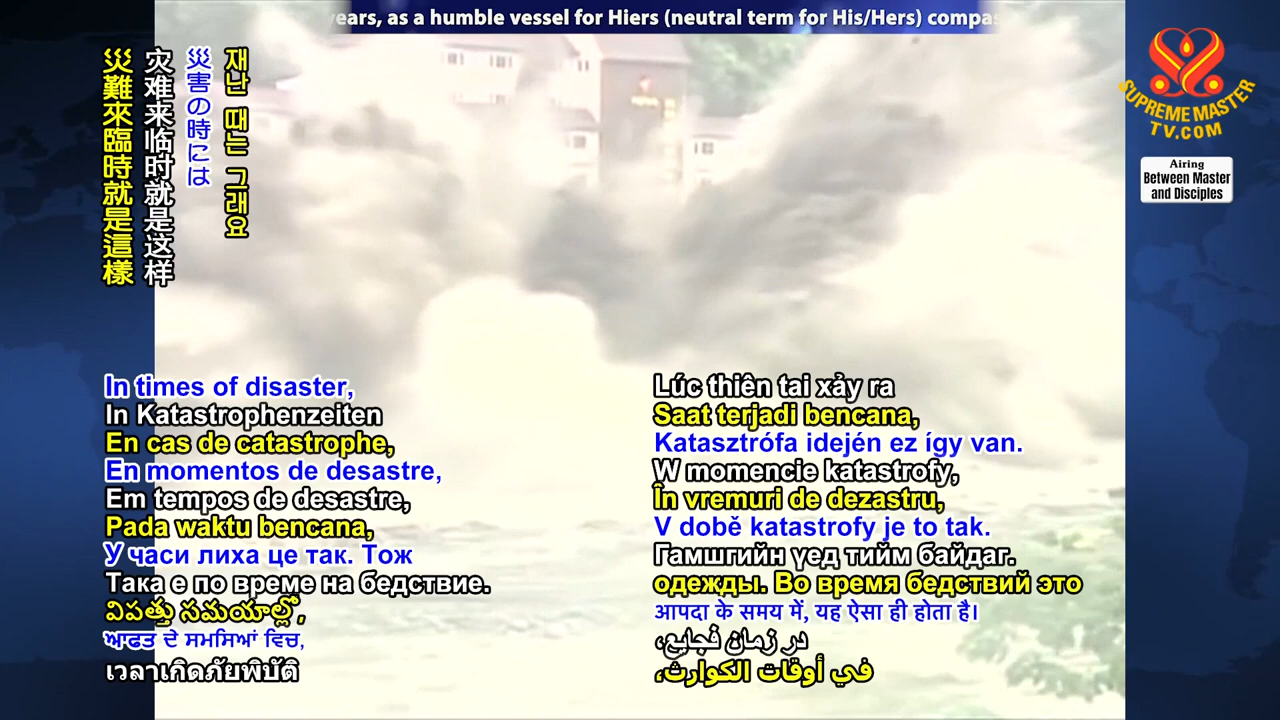 years, as a humble vessel for Hiers (neutral term for His/Hers) compas
SUPREME MASTER
TV.COM
Airing
Between Master
and Disciples
재난 때는 그래요
災害の時には
灾难来临时就是这样
災難來臨時就是這樣
In times of disaster,
In Katastrophenzeiten
En cas de catastrophe,
En momentos de desastre,
Em tempos de desastre,
Pada waktu bencana,
У часи лиха це так. Тож
Така е по време на бедствие.
విపత్తు సమయాల్లో,
ਆਫਤ ਦੇ ਸਮਸਿਆਂ ਵਿਚ,
เวลาเกิดภัยพิบัติ
Lúc thiên tai xảy ra
Saat terjadi bencana,
Katasztrófa idején ez így van.
W momencie katastrofy,
În vremuri de dezastru,
V době katastrofy je to tak.
Гамшгийн үед тийм байдаг.
одежды. Во время бедствий это
आपदा के समय में, यह ऐसा ही होता है।
در زمان فجایع،
في أوقات الكوارث،